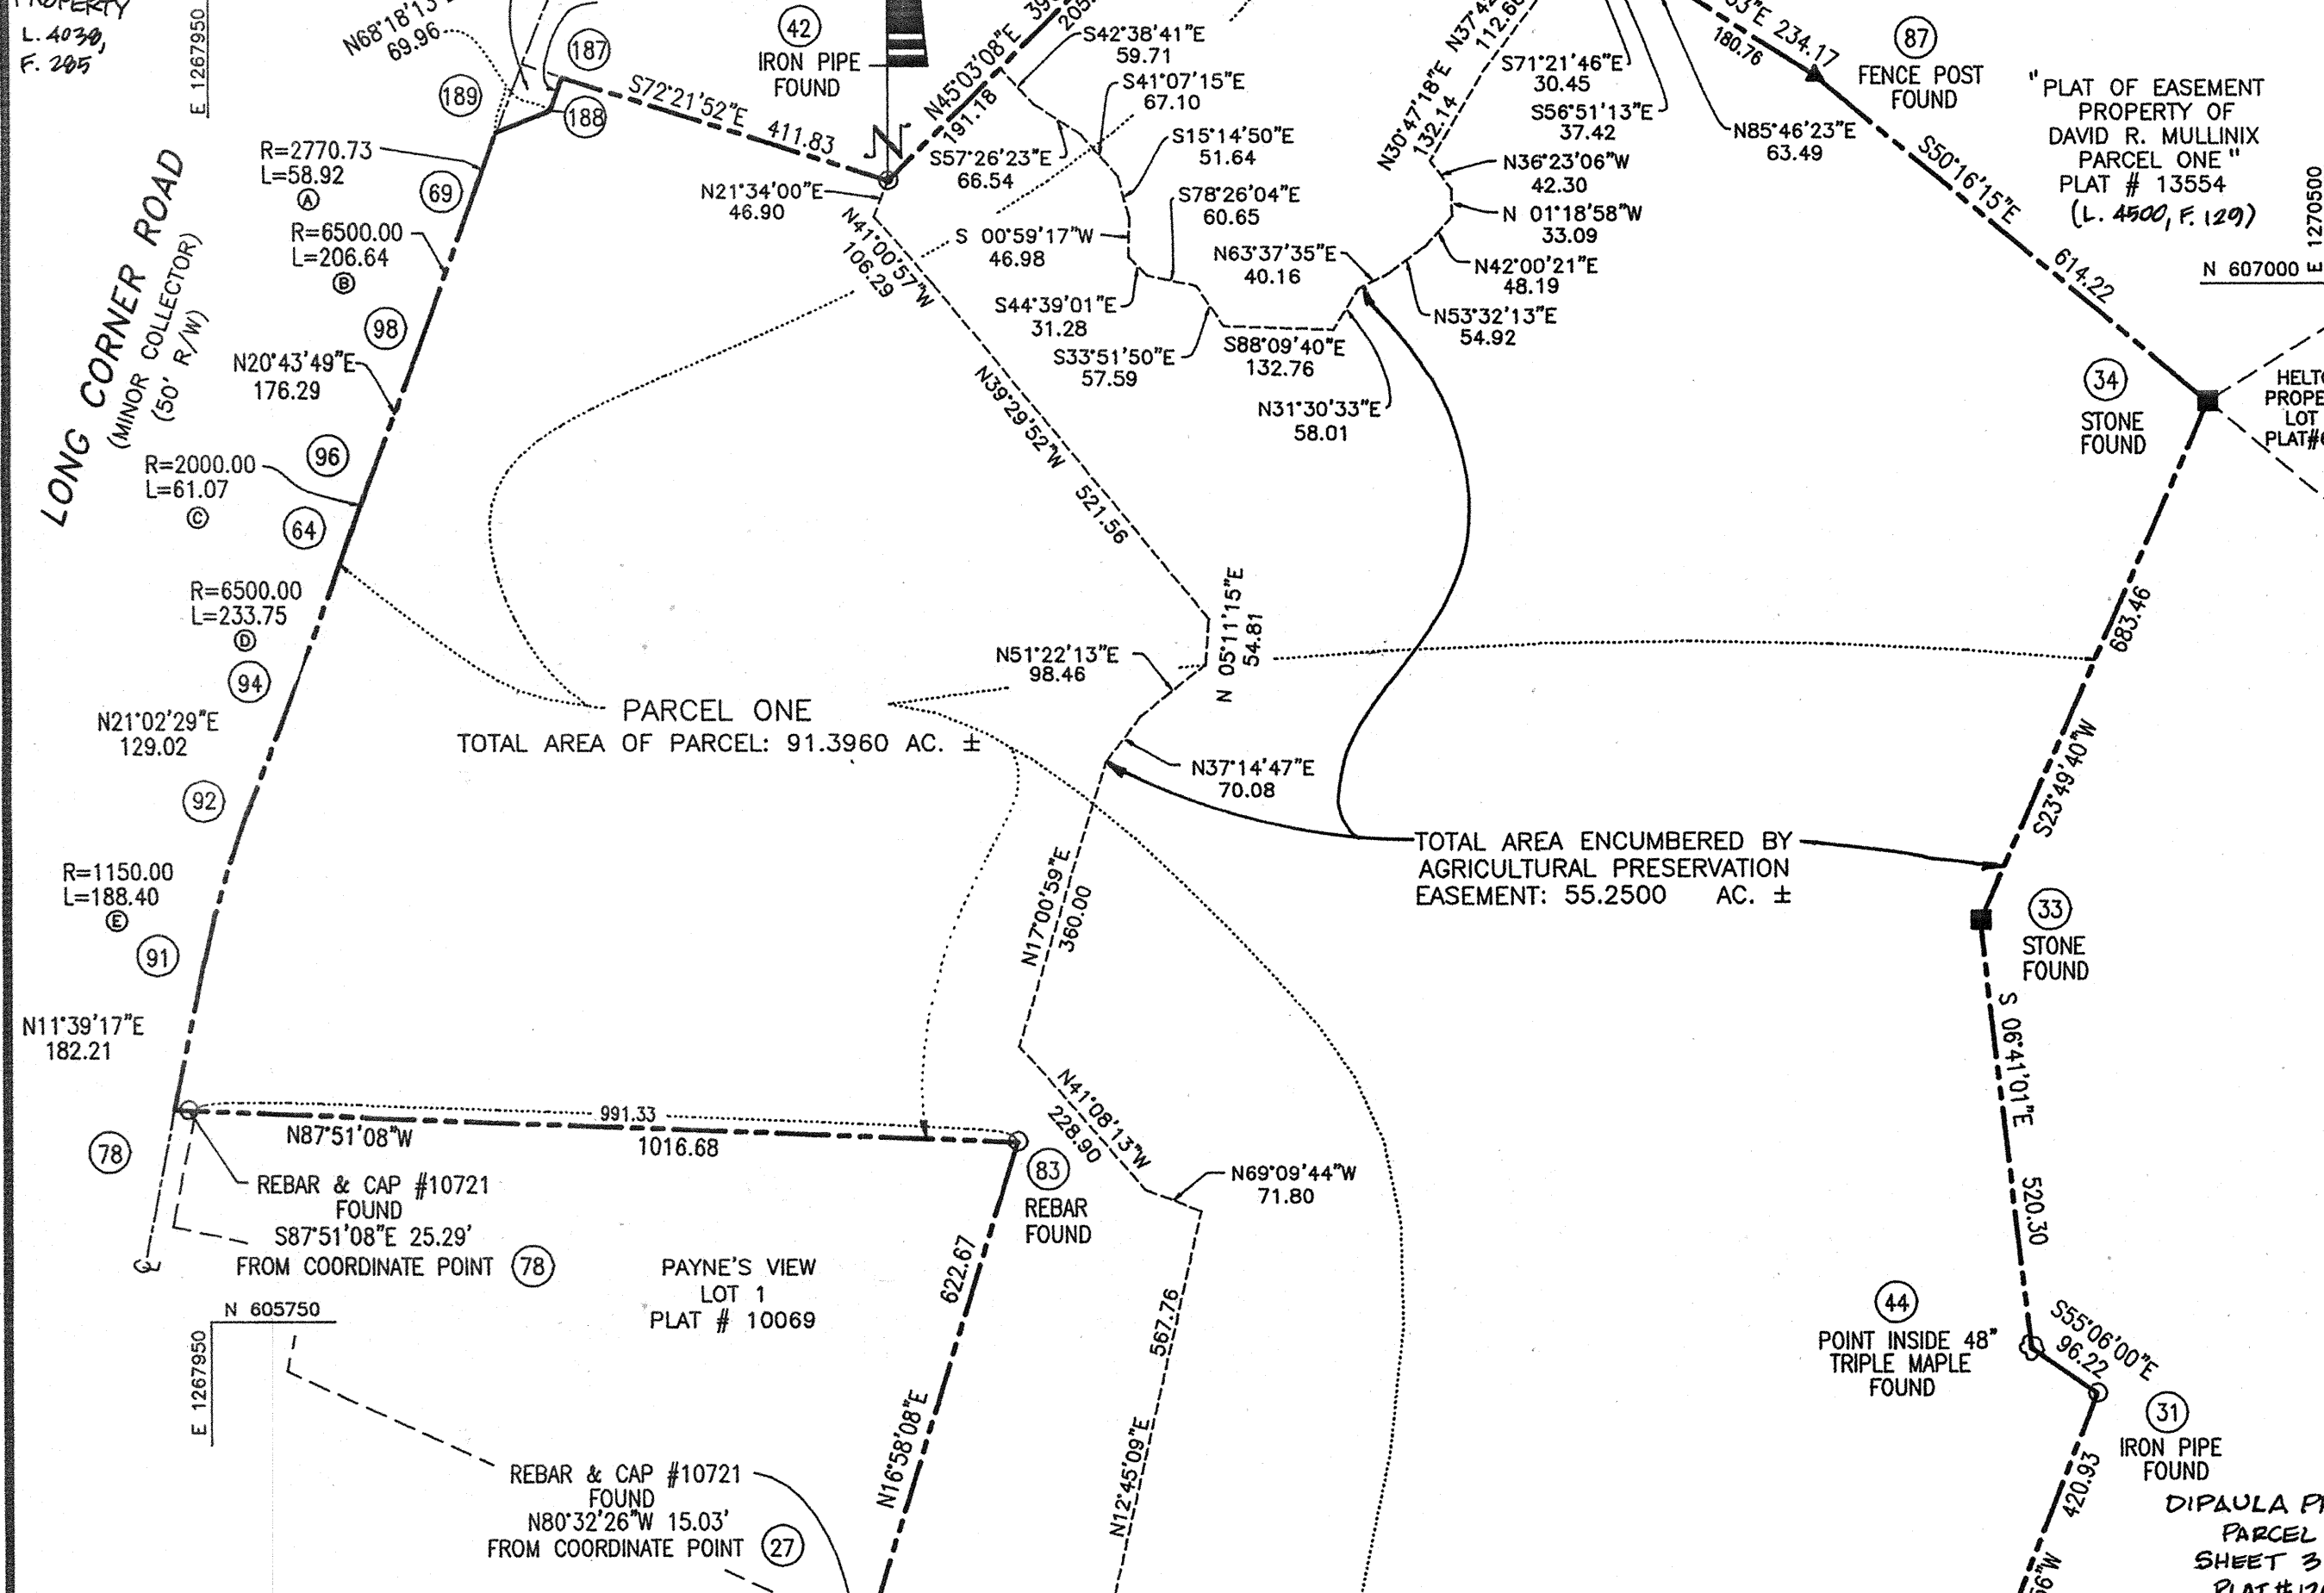 PROPERTY
L. 4038,
F. 285
E 1267950
N68°18'13"
69.96
187
189
188
S72°21'52"E 411.83
42
IRON PIPE
FOUND
N
N45°03'08"E
191.18
S42°38'41"E
59.71
S41°07'15"E
67.10
S57°26'23"E
66.54
S15°14'50"E
51.64
S78°26'04"E
60.65
S 00°59'17"W
46.98
S44°39'01"E
31.28
S33°51'50"E
57.59
S88°09'40"E
132.76
N31°30'33"E
58.01
N63°37'35"E
40.16
N53°32'13"E
54.92
N42°00'21"E
48.19
N 01°18'58"W
33.09
N36°23'06"W
42.30
N30°47'18"E
132.14
112.66
S71°21'46"E
30.45
S56°51'13"E
37.42
N85°46'23"E
63.49
234.17
180.76
87
FENCE POST
FOUND
"PLAT OF EASEMENT
PROPERTY OF
DAVID R. MULLINIX
PARCEL ONE"
PLAT # 13554
(L. 4500, F. 129)
E 1270500
N 607000
S50°16'15"E 614.22
34
STONE
FOUND
LOT
R=2770.73
L=58.92
A
69
R=6500.00
L=206.64
B
98
LONG CORNER ROAD
(MINOR COLLECTOR)
(50' R/W)
N20°43'49"E
176.29
96
R=2000.00
L=61.07
C
64
R=6500.00
L=233.75
D
94
N21°02'29"E
129.02
92
R=1150.00
L=188.40
E
91
N11°39'17"E
182.21
N21°34'00"E
46.90
N41°00'57"W
106.29
N39°29'52"W 521.56
N 05°11'15"E
54.81
N51°22'13"E
98.46
N37°14'47"E
70.08
PARCEL ONE
TOTAL AREA OF PARCEL: 91.3960 AC. ±
TOTAL AREA ENCUMBERED BY
AGRICULTURAL PRESERVATION
EASEMENT: 55.2500 AC. ±
S23°49'40"W 683.46
33
STONE
FOUND
N17°00'59"E
360.00
N41°08'13"W
228.90
N69°09'44"W
71.80
S 06°41'01"E 520.30
991.33
N87°51'08"W 1016.68
78
REBAR & CAP #10721
FOUND
S87°51'08"E 25.29'
FROM COORDINATE POINT 78
83
REBAR
FOUND
N 605750
E 1267950
PAYNE'S VIEW
LOT 1
PLAT # 10069
N16°58'08"E 622.67
N12°45'09"E 567.76
44
POINT INSIDE 48"
TRIPLE MAPLE
FOUND
S55°06'00"E
96.22
31
IRON PIPE
FOUND
420.93
REBAR & CAP #10721
FOUND
N80°32'26"W 15.03'
FROM COORDINATE POINT 27
DIPAULA
PARCEL
SHEET 3